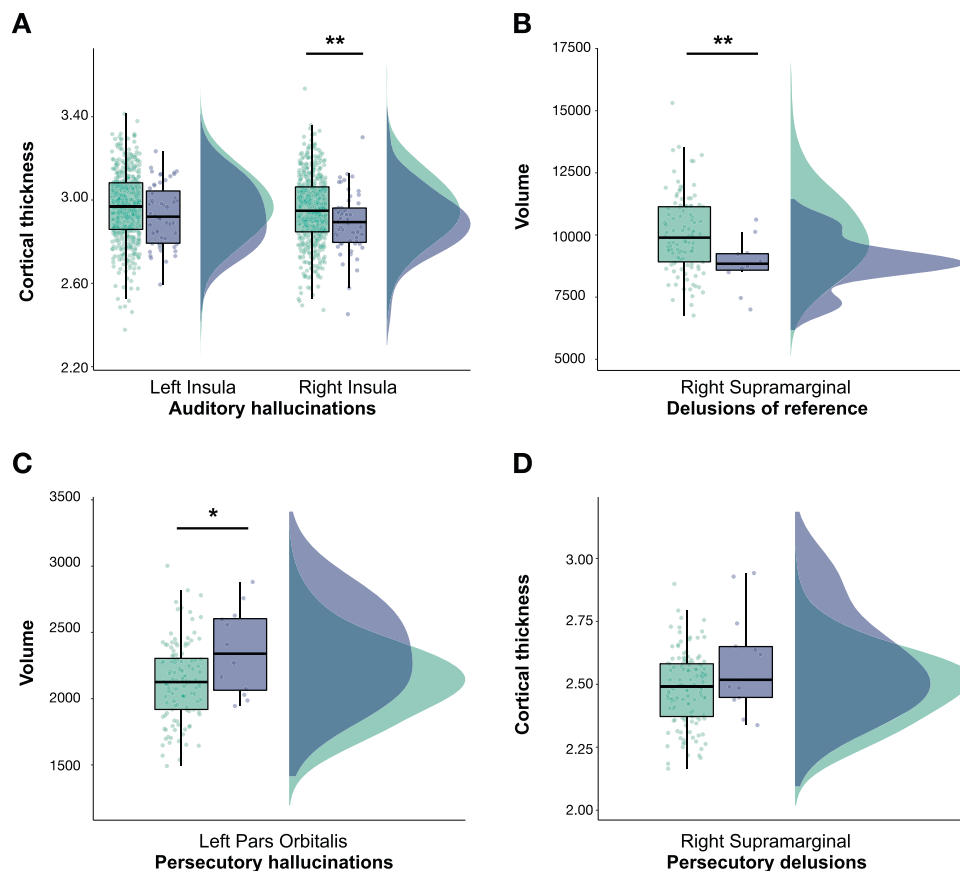 A
**
Cortical thickness
3.40
3.00
2.60
2.20
Left Insula
Right Insula
Auditory hallucinations
B
**
Volume
17500
15000
12500
10000
7500
5000
Right Supramarginal
Delusions of reference
C
*
Volume
3500
3000
2500
2000
1500
Left Pars Orbitalis
Persecutory hallucinations
D
Cortical thickness
3.00
2.75
2.50
2.25
2.00
Right Supramarginal
Persecutory delusions